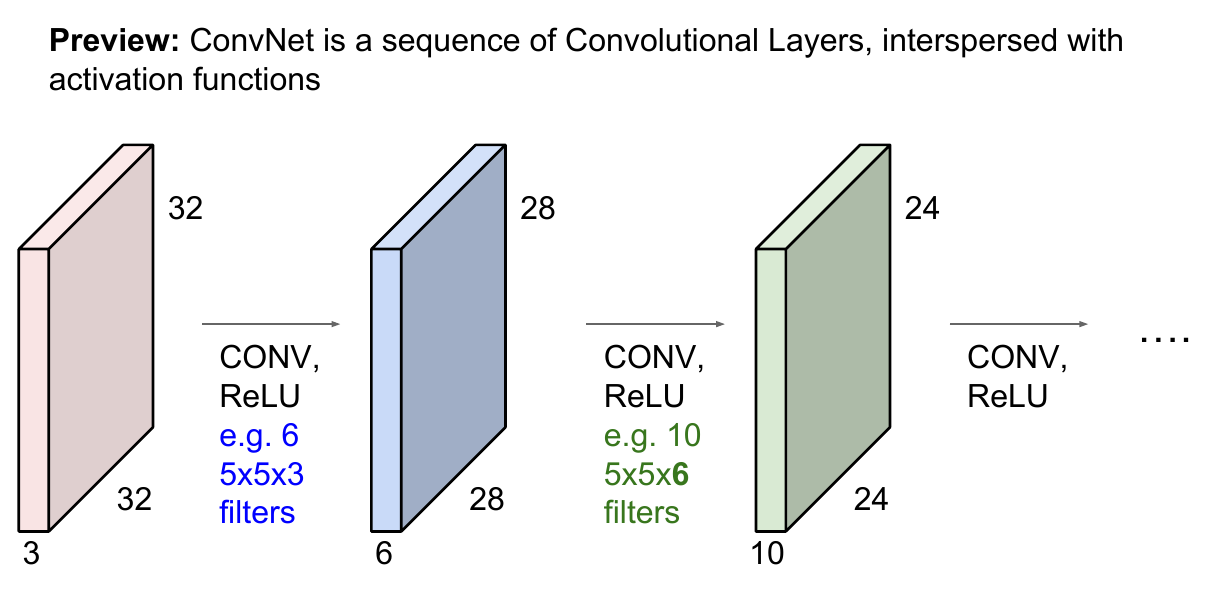 Preview: ConvNet is a sequence of Convolutional Layers, interspersed with
activation functions
32
32
3
CONV,
ReLU
e.g. 6
5x5x3
filters
28
28
6
CONV,
ReLU
e.g. 10
5x5x6
filters
24
24
10
CONV,
ReLU
....